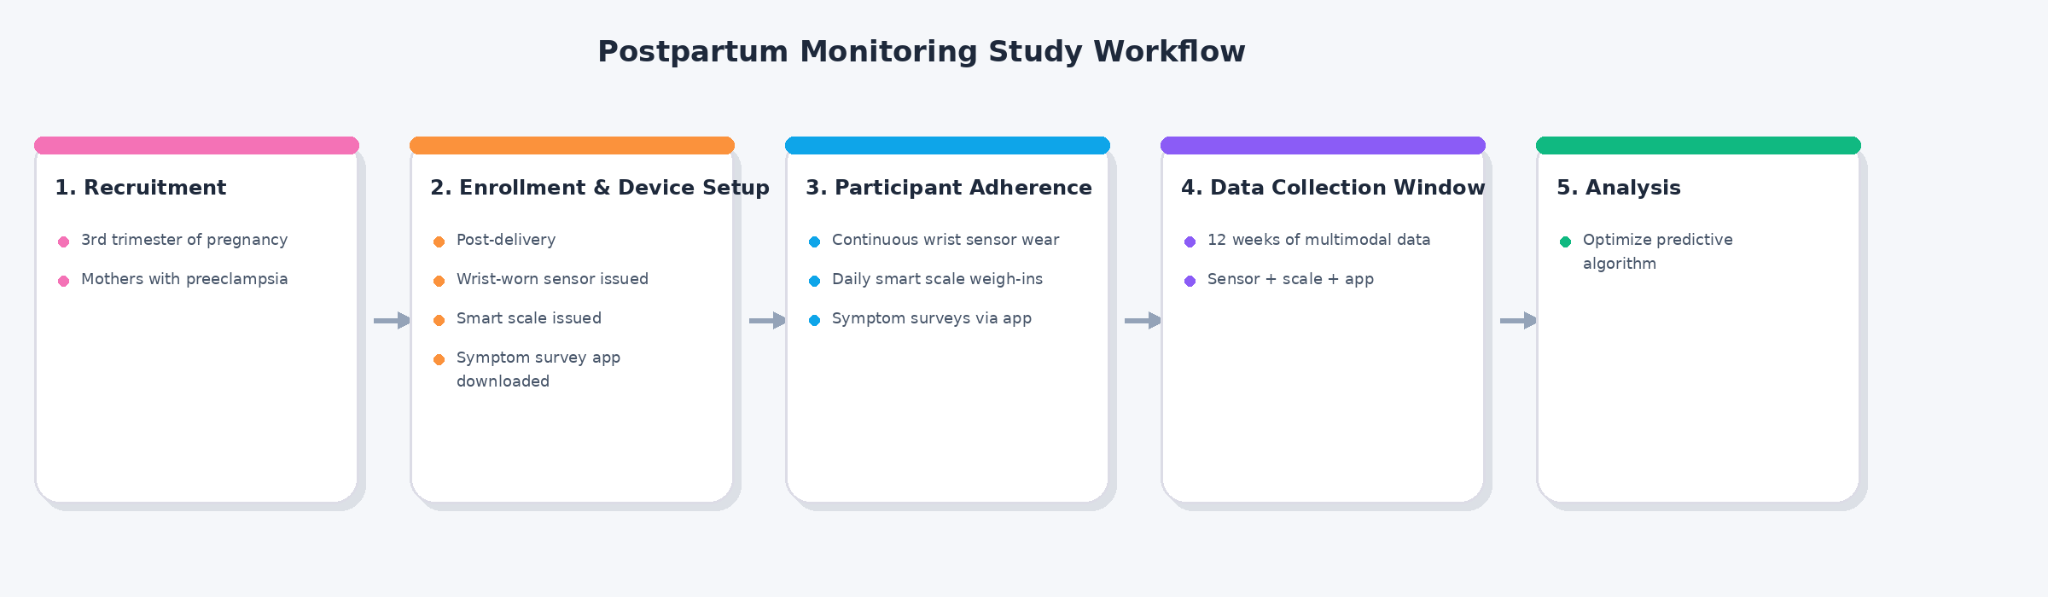 Postpartum Monitoring Study Workflow
1. Recruitment
3rd trimester of pregnancy
Mothers with preeclampsia
2. Enrollment & Device Setup
Post-delivery
Wrist-worn sensor issued
Smart scale issued
Symptom survey app
downloaded
3. Participant Adherence
Continuous wrist sensor wear
Daily smart scale weigh-ins
Symptom surveys via app
4. Data Collection Window
12 weeks of multimodal data
Sensor + scale + app
5. Analysis
Optimize predictive
algorithm